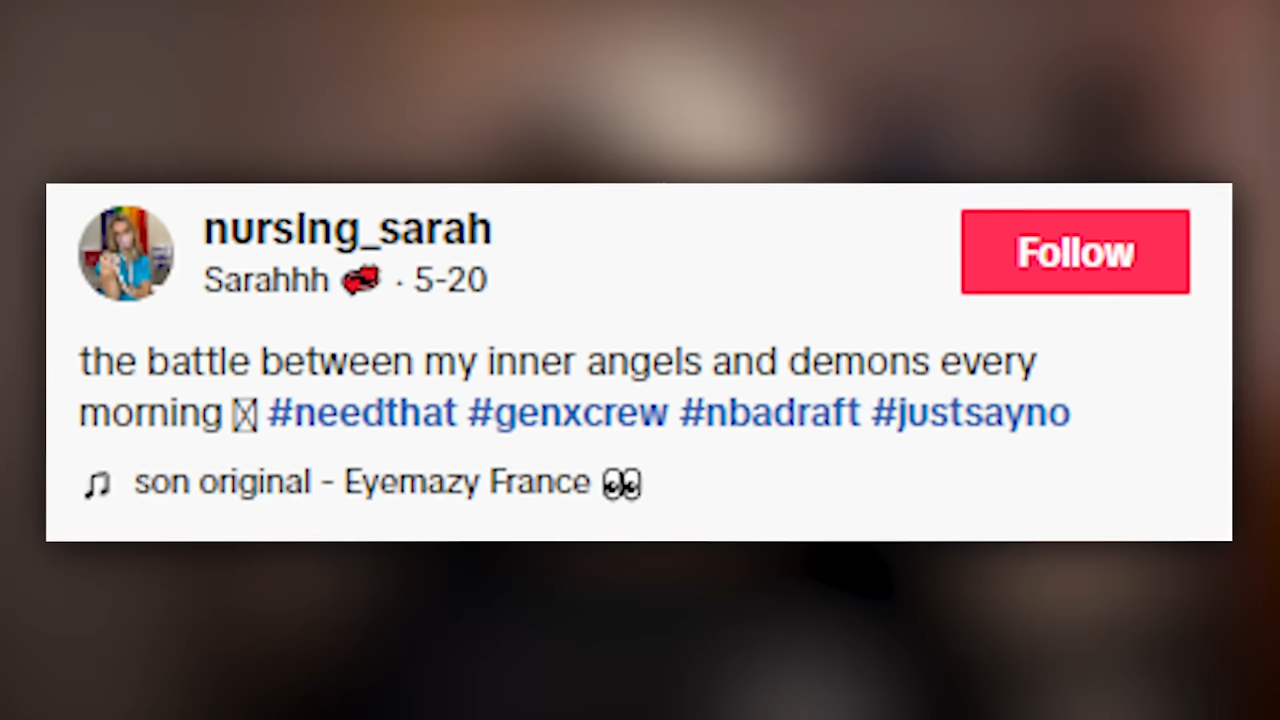 nursIng_sarah
Sarahhh 💞 · 5-20
Follow
the battle between my inner angels and demons every
morning #needthat #genxcrew #nbadraft #justsayno
♫ son original - Eyemazy France 👀